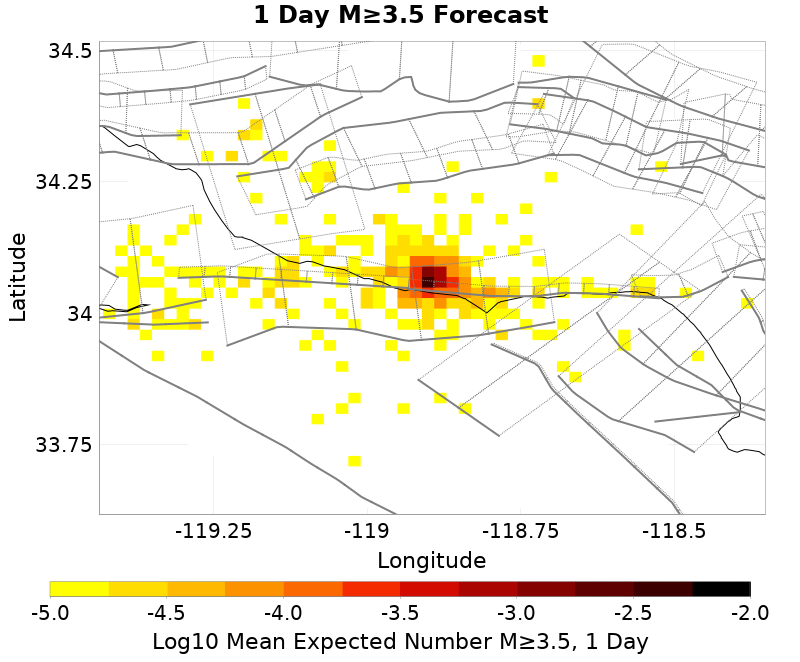 1 Day M≥3.5 Forecast
34.5
34.25
34
33.75
Latitude
-119.25 -119 -118.75 -118.5
Longitude
-5.0 -4.5 -4.0 -3.5 -3.0 -2.5 -2.0
Log10 Mean Expected Number M≥3.5, 1 Day